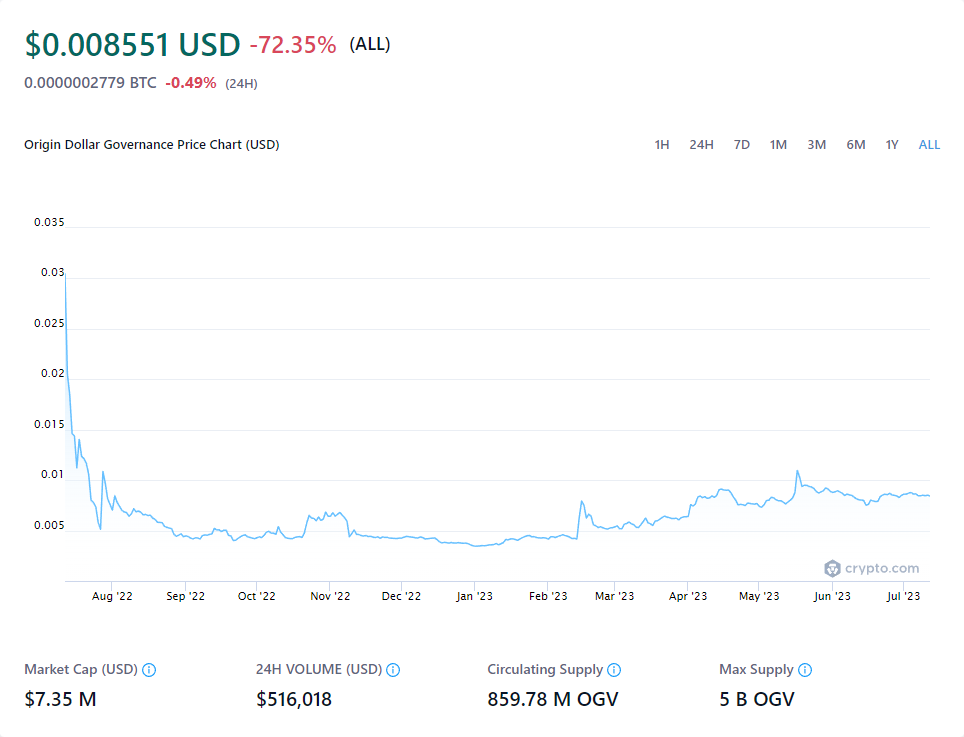 $0.008551 USD -72.35% (ALL)
0.0000002779 BTC -0.49% (24H)
Origin Dollar Governance Price Chart (USD) 1H 24H 7D 1M 3M 6M 1Y ALL
0.035
0.03
0.025
0.02
0.015
0.01
0.005
crypto.com
Aug '22 Sep '22 Oct '22 Nov '22 Dec '22 Jan '23 Feb '23 Mar '23 Apr '23 May '23 Jun '23 Jul '23
Market Cap (USD) 24H VOLUME (USD) Circulating Supply Max Supply
$7.35 M $516,018 859.78 M OGV 5 B OGV